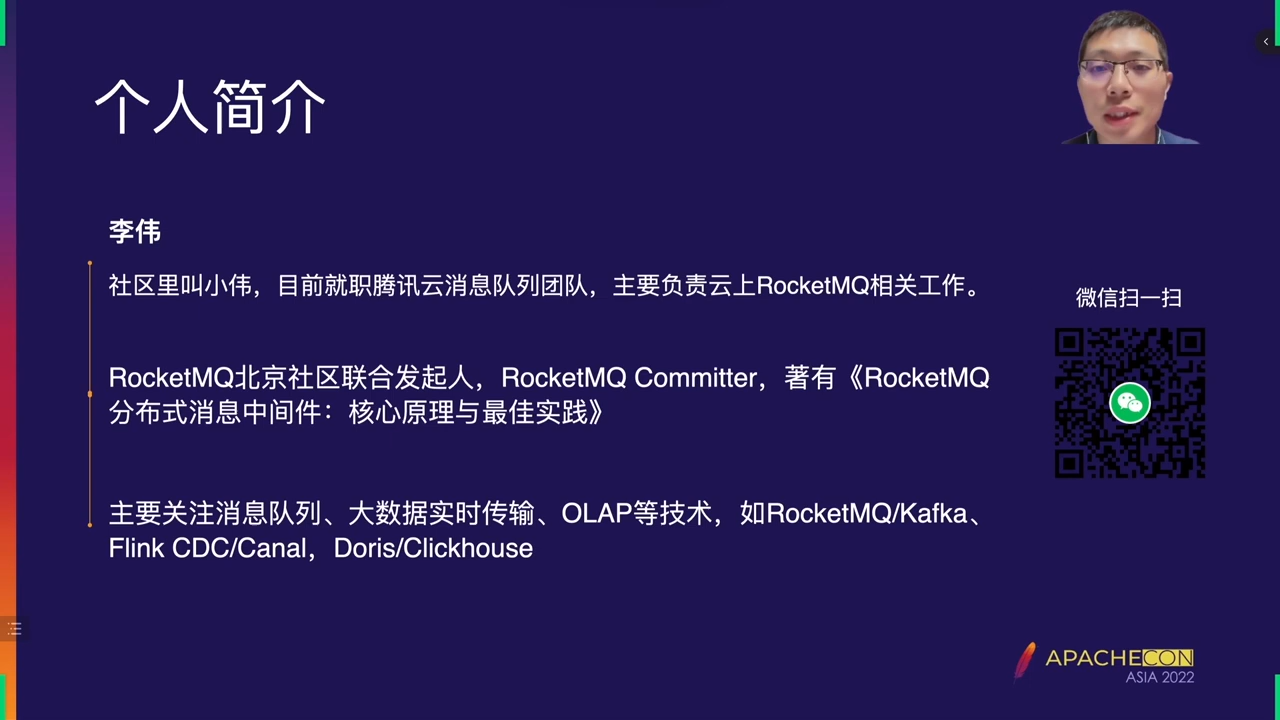 个人简介
李伟
社区里叫小伟，目前就职腾讯云消息队列团队，主要负责云上RocketMQ相关工作。
微信扫一扫
RocketMQ北京社区联合发起人，RocketMQ Committer，著有《RocketMQ
分布式消息中间件：核心原理与最佳实践》
主要关注消息队列、大数据实时传输、OLAP等技术，如RocketMQ/Kafka、
Flink CDC/Canal，Doris/Clickhouse
APACHECON
ASIA 2022